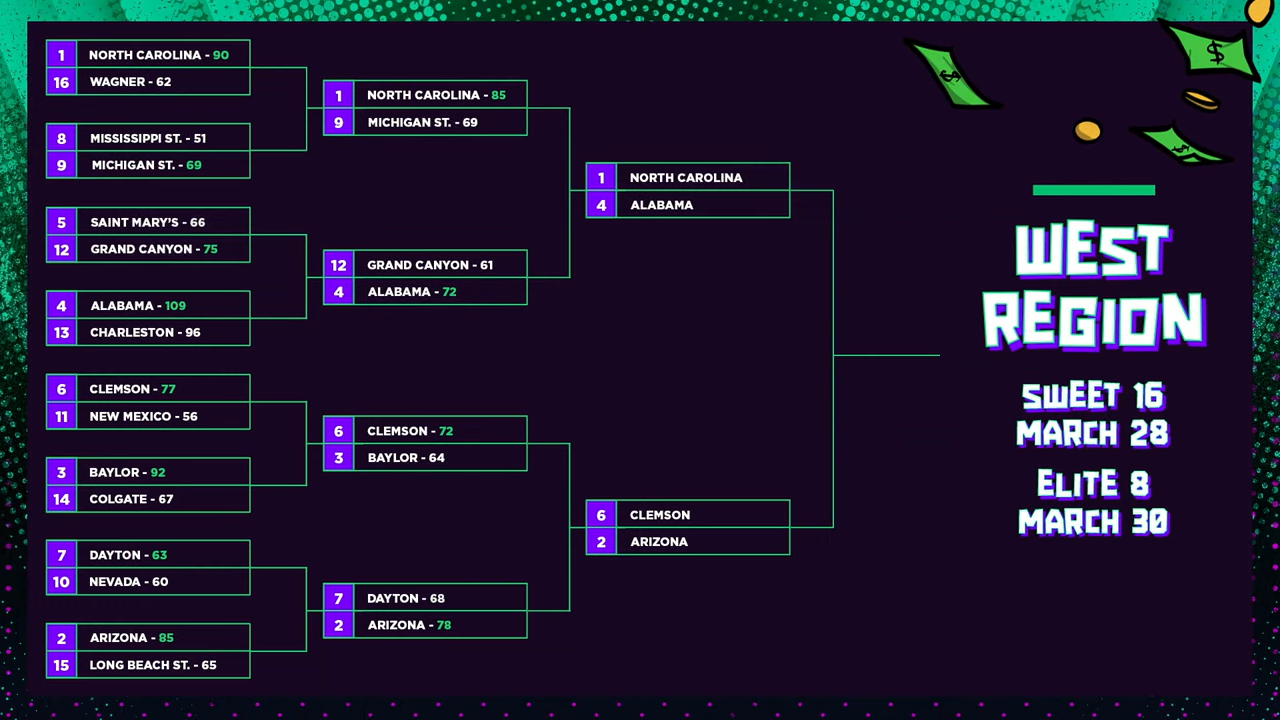 1 NORTH CAROLINA - 90
16 WAGNER - 62
8 MISSISSIPPI ST. - 51
9 MICHIGAN ST. - 69
5 SAINT MARY'S - 66
12 GRAND CANYON - 75
4 ALABAMA - 109
13 CHARLESTON - 96
6 CLEMSON - 77
11 NEW MEXICO - 56
3 BAYLOR - 92
14 COLGATE - 67
7 DAYTON - 63
10 NEVADA - 60
2 ARIZONA - 85
15 LONG BEACH ST. - 65
1 NORTH CAROLINA - 85
9 MICHIGAN ST. - 69
12 GRAND CANYON - 61
4 ALABAMA - 72
6 CLEMSON - 72
3 BAYLOR - 64
7 DAYTON - 68
2 ARIZONA - 78
1 NORTH CAROLINA
4 ALABAMA
6 CLEMSON
2 ARIZONA
$
$
WEST
REGION
SWEET 16
MARCH 28
ELITE 8
MARCH 30